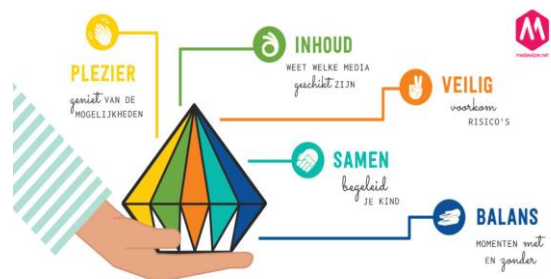 PLEZIER
geniet VAN DE
MOGELIJKHEDEN
INHOUD
WEET WELKE MEDIA
geschikt ZIJN
VEILIG
voorkom
RISICO'S
SAMEN
begeleid
JE KIND
BALANS
MOMENTEN met
EN zonder
mediawijzer.net